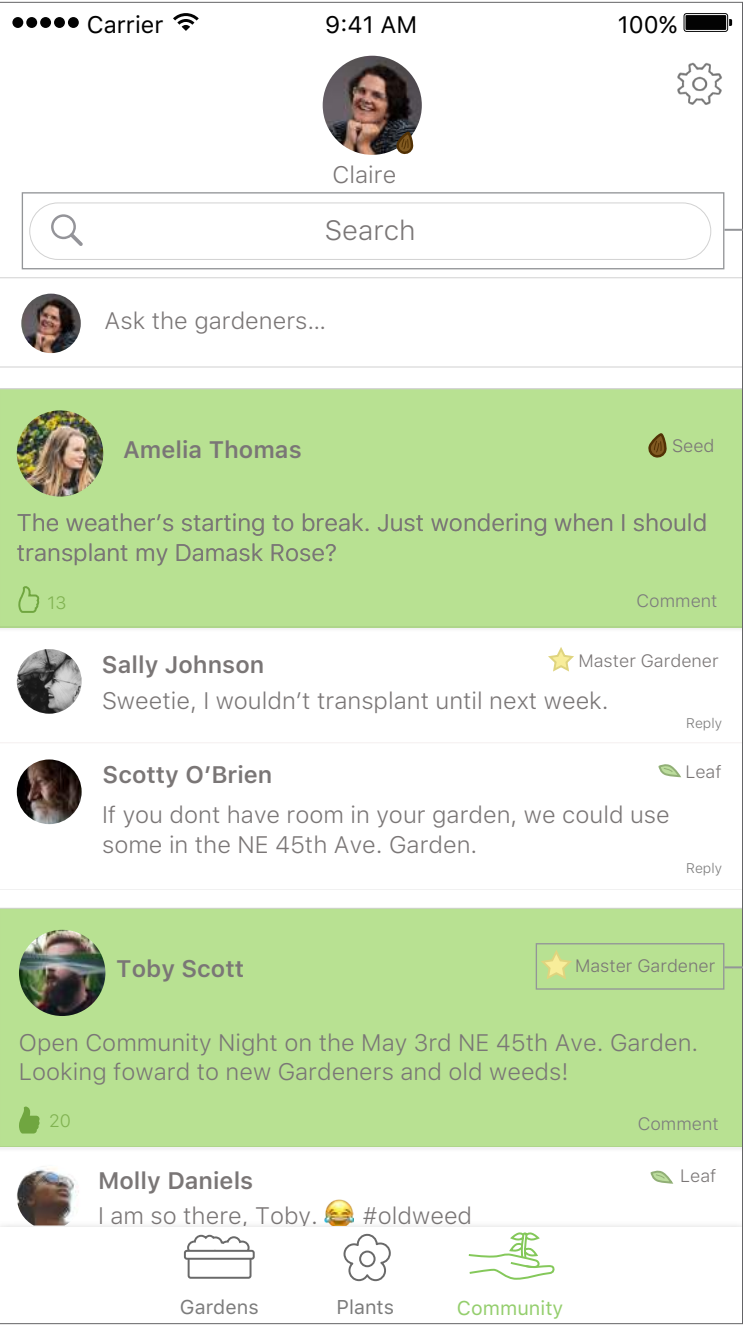 ●●●●● Carrier 9:41 AM 100%
Claire
Search
Ask the gardeners...
Amelia Thomas Seed
The weather’s starting to break. Just wondering when I should
transplant my Damask Rose?
13 Comment
Sally Johnson Master Gardener
Sweetie, I wouldn’t transplant until next week.
Reply
Scotty O’Brien Leaf
If you dont have room in your garden, we could use
some in the NE 45th Ave. Garden.
Reply
Toby Scott Master Gardener
Open Community Night on the May 3rd NE 45th Ave. Garden.
Looking foward to new Gardeners and old weeds!
20 Comment
Molly Daniels Leaf
I am so there, Toby. 😂 #oldweed
Gardens Plants Community